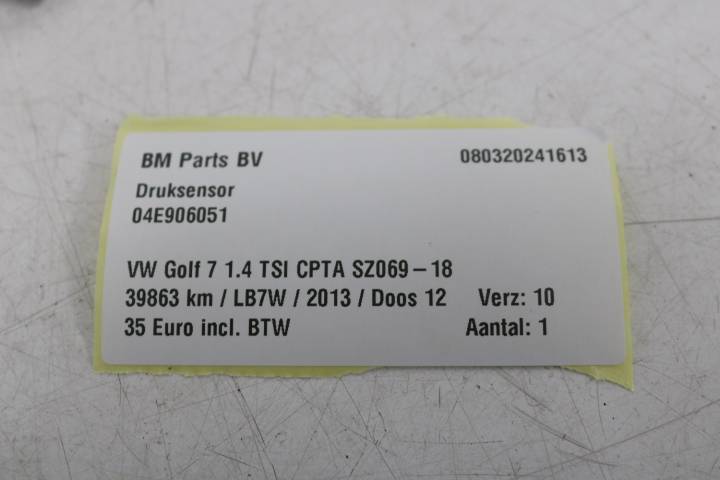 BM Parts BV 080320241613
Druksensor
04E906051
VW Golf 7 1.4 TSI CPTA SZ069 – 18
39863 km / LB7W / 2013 / Doos 12 Verz: 10
35 Euro incl. BTW Aantal: 1